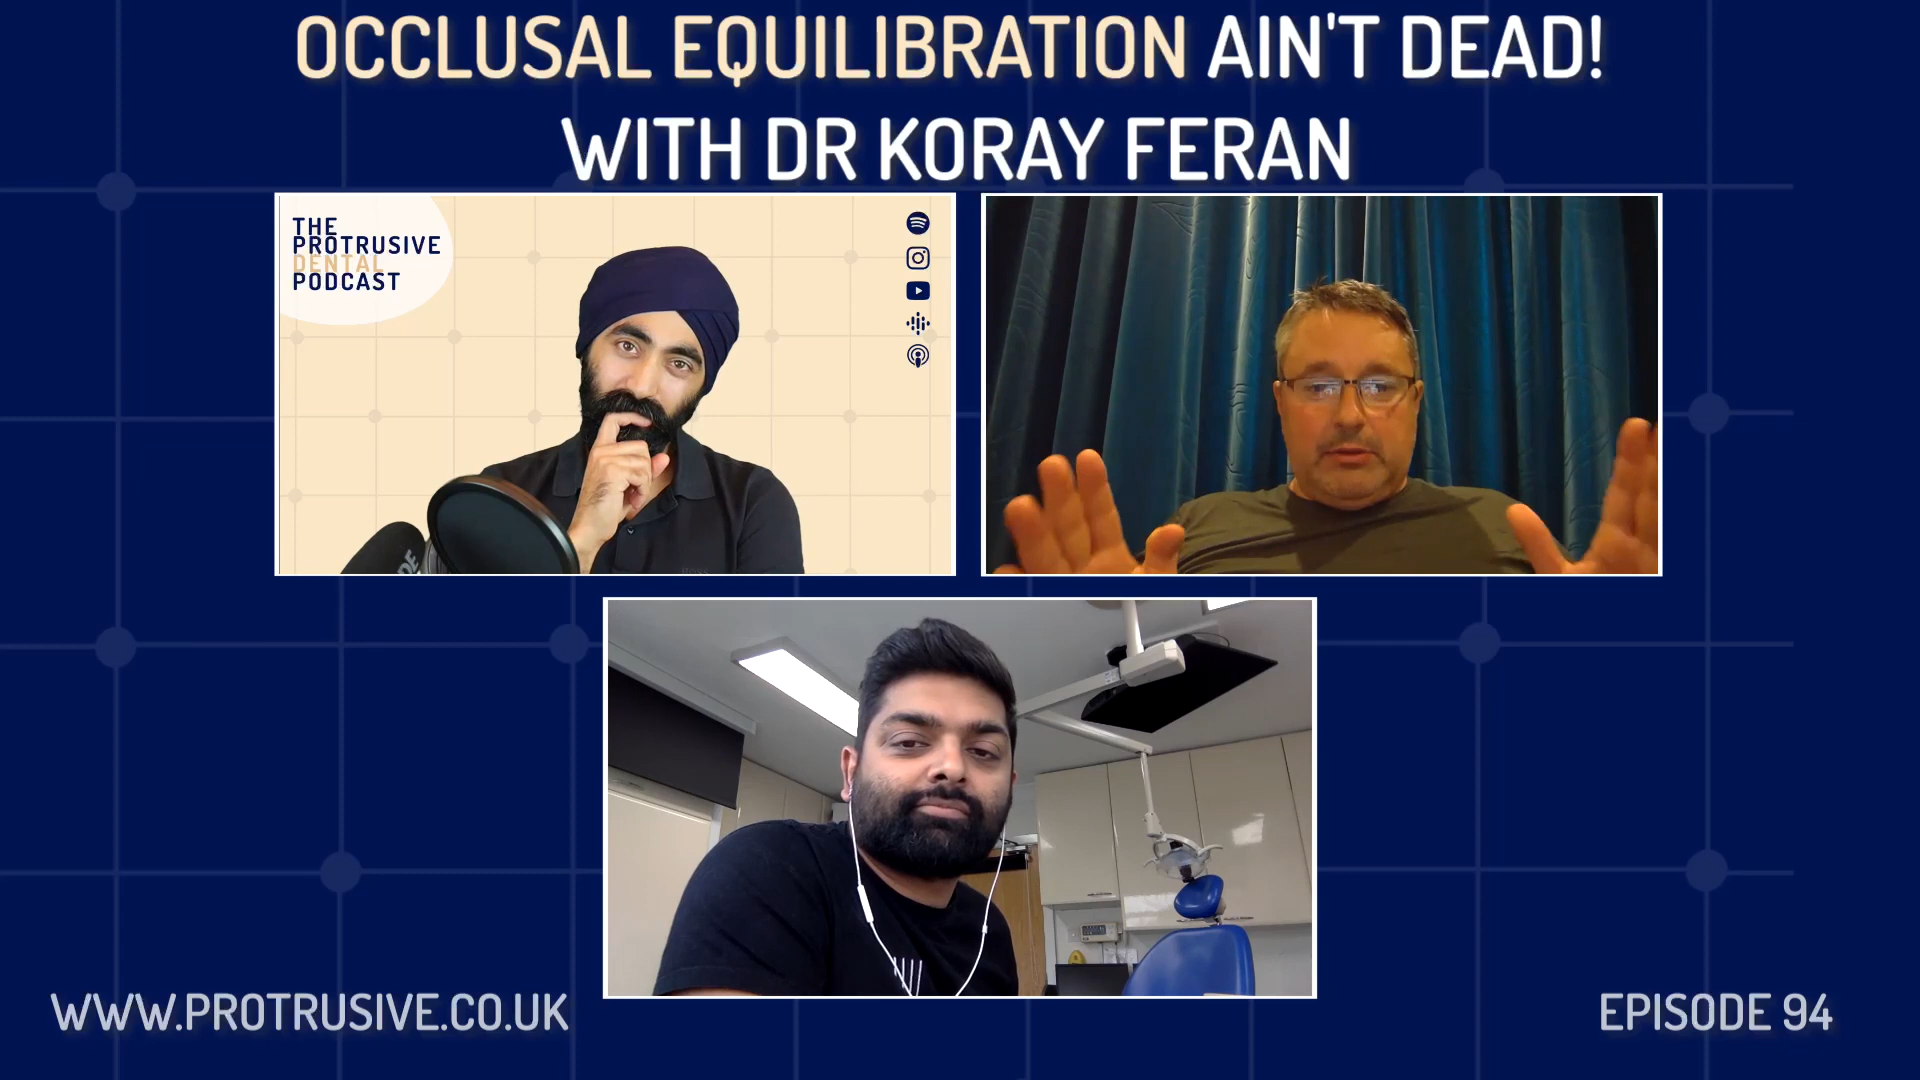 OCCLUSAL EQUILIBRATION AIN'T DEAD!
WITH DR KORAY FERAN
THE
PROTRUSIVE
DENTAL
PODCAST
WWW.PROTRUSIVE.CO.UK
EPISODE 94